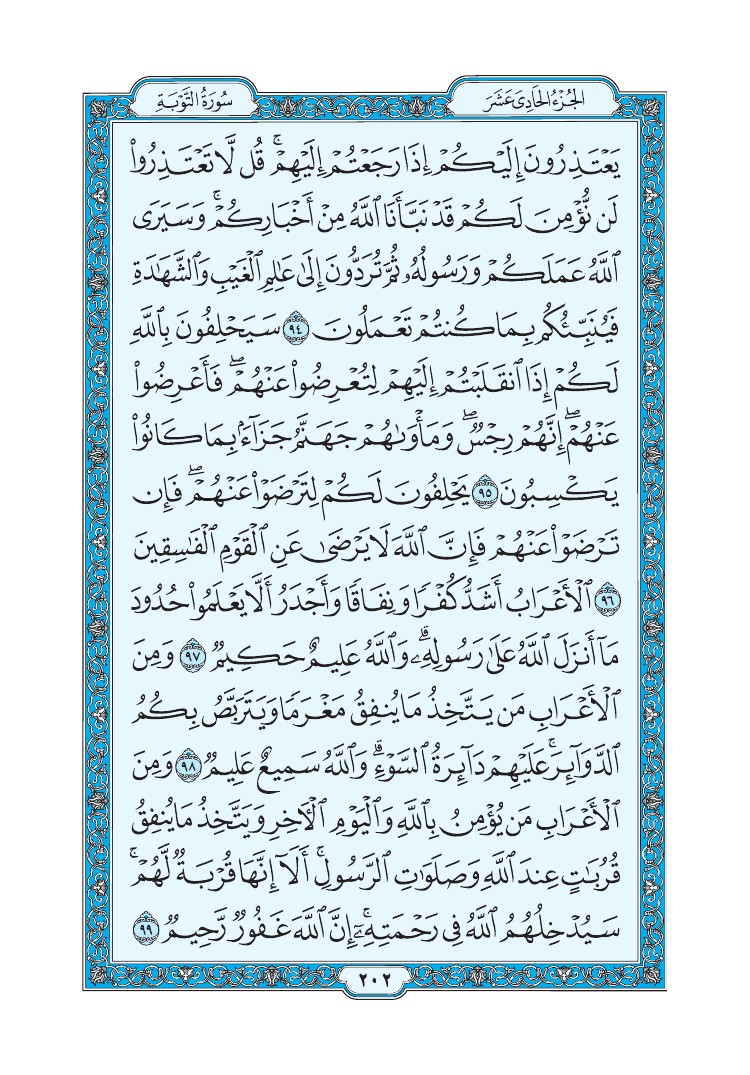 الجُزْءُ الحَادِيَ عَشَرَ
سُورَةُ التَّوْبَةِ
يَعْتَذِرُونَ إِلَيْكُمْ إِذَا رَجَعْتُمْ إِلَيْهِمْۚ قُل لَّا تَعْتَذِرُوا۟
لَن نُّؤْمِنَ لَكُمْ قَدْ نَبَّأَنَا ٱللَّهُ مِنْ أَخْبَارِكُمْۚ وَسَيَرَى
ٱللَّهُ عَمَلَكُمْ وَرَسُولُهُۥ ثُمَّ تُرَدُّونَ إِلَىٰ عَـٰلِمِ ٱلْغَيْبِ وَٱلشَّهَـٰدَةِ
فَيُنَبِّئُكُم بِمَا كُنتُمْ تَعْمَلُونَ ٩٤ سَيَحْلِفُونَ بِٱللَّهِ
لَكُمْ إِذَا ٱنقَلَبْتُمْ إِلَيْهِمْ لِتُعْرِضُوا۟ عَنْهُمْۖ فَأَعْرِضُوا۟
عَنْهُمْۖ إِنَّهُمْ رِجْسٌۖ وَمَأْوَىٰهُمْ جَهَنَّمُ جَزَآءًۢ بِمَا كَانُوا۟
يَكْسِبُونَ ٩٥ يَحْلِفُونَ لَكُمْ لِتَرْضَوْا۟ عَنْهُمْۖ فَإِن
تَرْضَوْا۟ عَنْهُمْ فَإِنَّ ٱللَّهَ لَا يَرْضَىٰ عَنِ ٱلْقَوْمِ ٱلْفَـٰسِقِينَ
٩٦ ٱلْأَعْرَابُ أَشَدُّ كُفْرًا وَنِفَاقًا وَأَجْدَرُ أَلَّا يَعْلَمُوا۟ حُدُودَ
مَآ أَنزَلَ ٱللَّهُ عَلَىٰ رَسُولِهِۦۗ وَٱللَّهُ عَلِيمٌ حَكِيمٌ ٩٧ وَمِنَ
ٱلْأَعْرَابِ مَن يَتَّخِذُ مَا يُنفِقُ مَغْرَمًا وَيَتَرَبَّصُ بِكُمُ
ٱلدَّوَآئِرَۚ عَلَيْهِمْ دَآئِرَةُ ٱلسَّوْءِۗ وَٱللَّهُ سَمِيعٌ عَلِيمٌ ٩٨ وَمِنَ
ٱلْأَعْرَابِ مَن يُؤْمِنُ بِٱللَّهِ وَٱلْيَوْمِ ٱلْـَٔاخِرِ وَيَتَّخِذُ مَا يُنفِقُ
قُرُبَـٰتٍ عِندَ ٱللَّهِ وَصَلَوَٰتِ ٱلرَّسُولِۚ أَلَآ إِنَّهَا قُرْبَةٌ لَّهُمْۚ
سَيُدْخِلُهُمُ ٱللَّهُ فِى رَحْمَتِهِۦٓۚ إِنَّ ٱللَّهَ غَفُورٌ رَّحِيمٌ ٩٩
٢٠٢